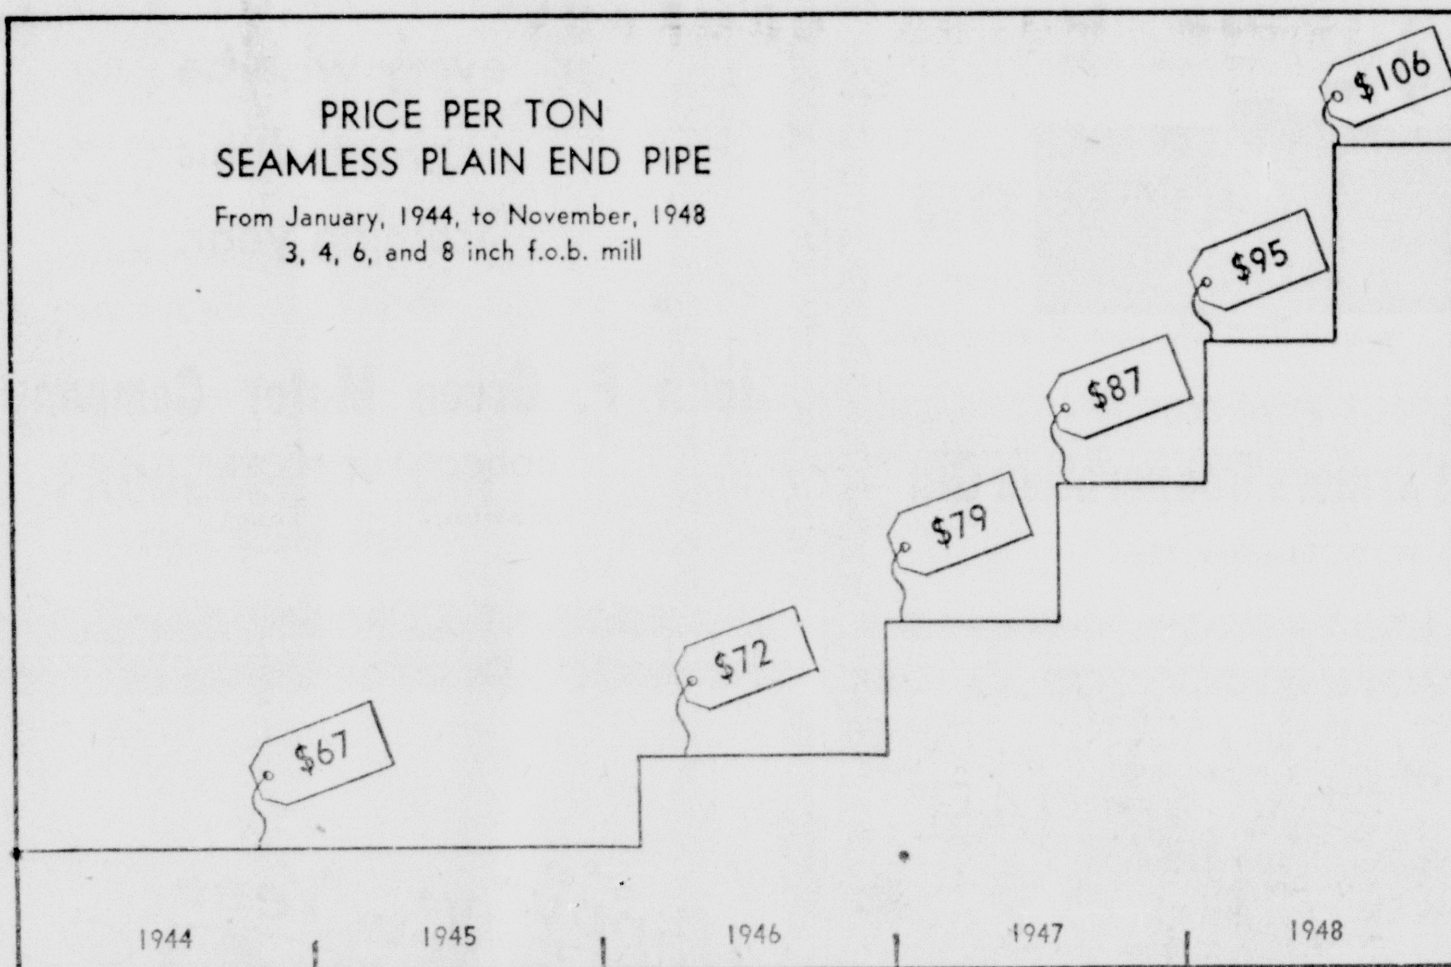 PRICE PER TON
SEAMLESS PLAIN END PIPE
From January, 1944, to November, 1948
3, 4, 6, and 8 inch f.o.b. mill
$106
$95
$87
$79
$72
$67
1944 1945 1946 1947 1948